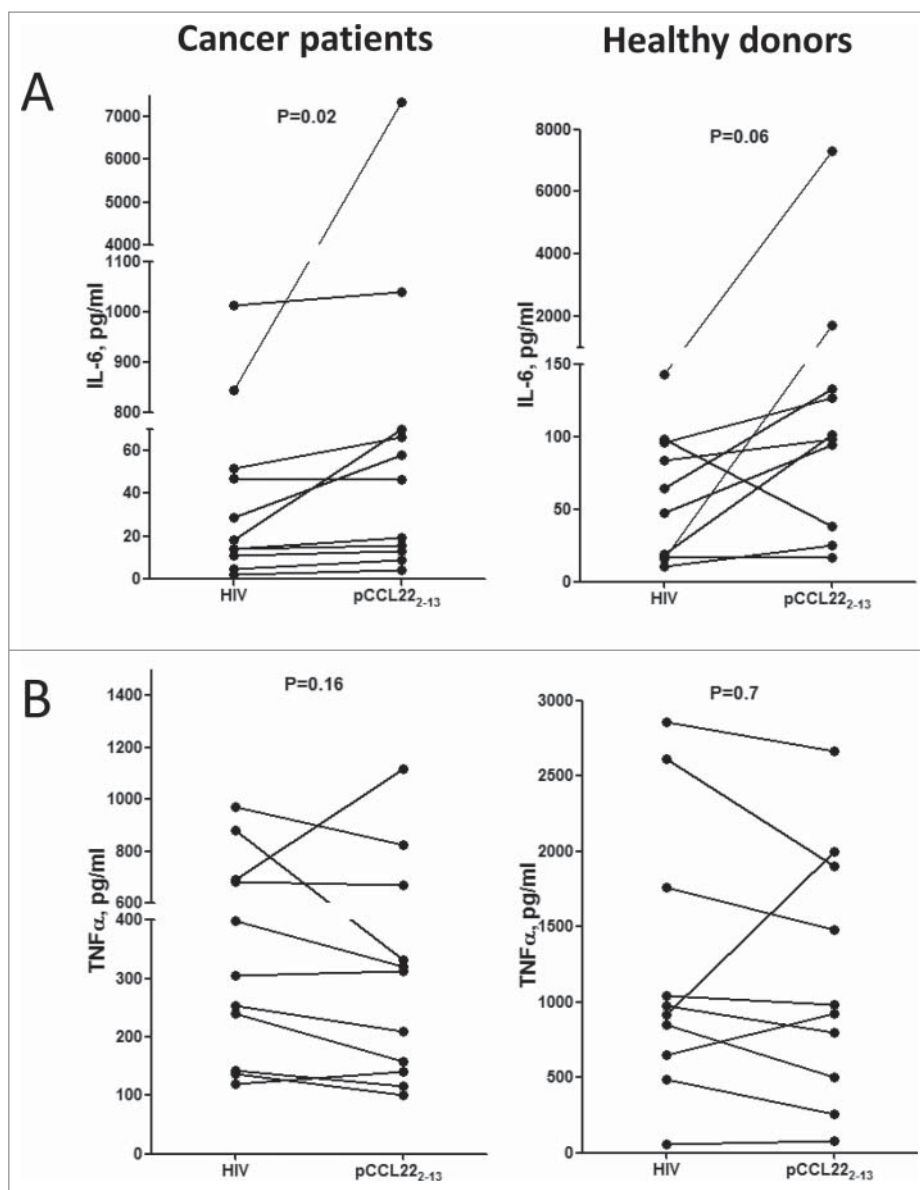 Cancer patients
Healthy donors
A
P=0.02
IL-6, pg/ml
7000
6000
5000
4000
1100
1000
900
800
60
40
20
0
HIV
pCCL22₂₋₁₃
P=0.06
IL-6, pg/ml
8000
6000
4000
2000
150
100
50
0
HIV
pCCL22₂₋₁₃
B
P=0.16
TNFα, pg/ml
1400
1200
1000
800
600
400
300
200
100
0
HIV
pCCL22₂₋₁₃
P=0.7
TNFα, pg/ml
3000
2500
2000
1500
1000
500
0
HIV
pCCL22₂₋₁₃